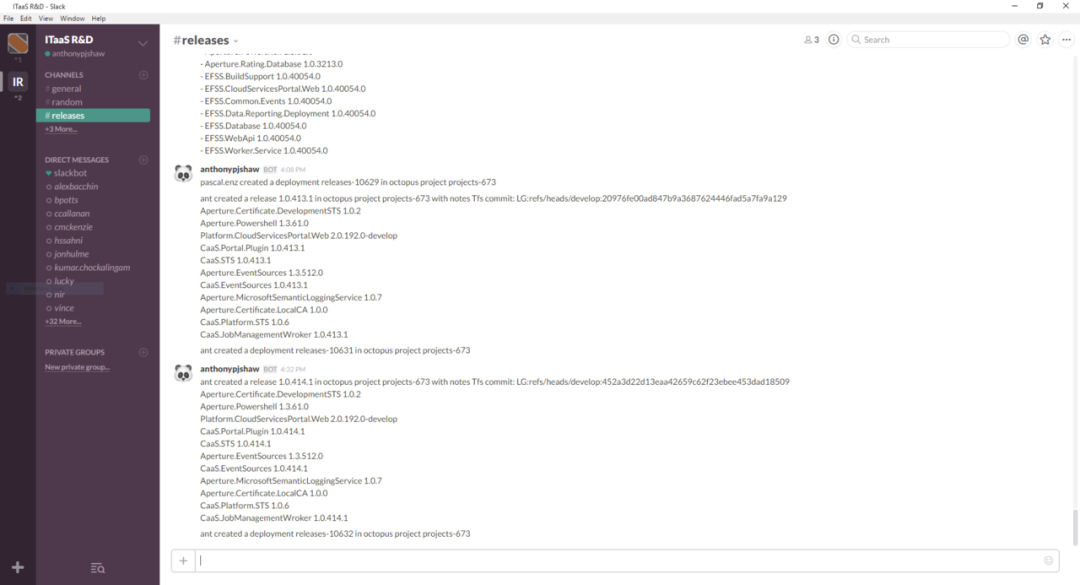 ITaaS R&D - Slack
File Edit View Window Help
ITaaS R&D
anthonypjshaw
^1
IR
^2
CHANNELS
# general
# random
# releases
+3 More...
DIRECT MESSAGES
slackbot
alexbacchin
bpotts
ccallanan
cmckenzie
hssahni
jonhulme
kumar.chockalingam
lucky
nir
vince
+32 More...
PRIVATE GROUPS
New private group...
#releases
3
Search
- Aperture.Rating.Database 1.0.3213.0
- EFSS.BuildSupport 1.0.40054.0
- EFSS.CloudServicesPortal.Web 1.0.40054.0
- EFSS.Common.Events 1.0.40054.0
- EFSS.Data.Reporting.Deployment 1.0.40054.0
- EFSS.Database 1.0.40054.0
- EFSS.WebApi 1.0.40054.0
- EFSS.Worker.Service 1.0.40054.0
anthonypjshaw BOT 4:08 PM
pascal.enz created a deployment releases-10629 in octopus project projects-673
ant created a release 1.0.413.1 in octopus project projects-673 with notes Tfs commit: LG:refs/heads/develop:20976fe00ad847b9a3687624446fad5a7fa9a129
Aperture.Certificate.DevelopmentSTS 1.0.2
Aperture.Powershell 1.3.61.0
Platform.CloudServicesPortal.Web 2.0.192.0-develop
CaaS.Portal.Plugin 1.0.413.1
CaaS.STS 1.0.413.1
Aperture.EventSources 1.3.512.0
CaaS.EventSources 1.0.413.1
Aperture.MicrosoftSemanticLoggingService 1.0.7
Aperture.Certificate.LocalCA 1.0.0
CaaS.Platform.STS 1.0.6
CaaS.JobManagementWroker 1.0.413.1
ant created a deployment releases-10631 in octopus project projects-673
anthonypjshaw BOT 4:32 PM
ant created a release 1.0.414.1 in octopus project projects-673 with notes Tfs commit: LG:refs/heads/develop:452a3d22d13eaa42659c62f23ebee453dad18509
Aperture.Certificate.DevelopmentSTS 1.0.2
Aperture.Powershell 1.3.61.0
Platform.CloudServicesPortal.Web 2.0.192.0-develop
CaaS.Portal.Plugin 1.0.414.1
CaaS.STS 1.0.414.1
Aperture.EventSources 1.3.512.0
CaaS.EventSources 1.0.414.1
Aperture.MicrosoftSemanticLoggingService 1.0.7
Aperture.Certificate.LocalCA 1.0.0
CaaS.Platform.STS 1.0.6
CaaS.JobManagementWroker 1.0.414.1
ant created a deployment releases-10632 in octopus project projects-673